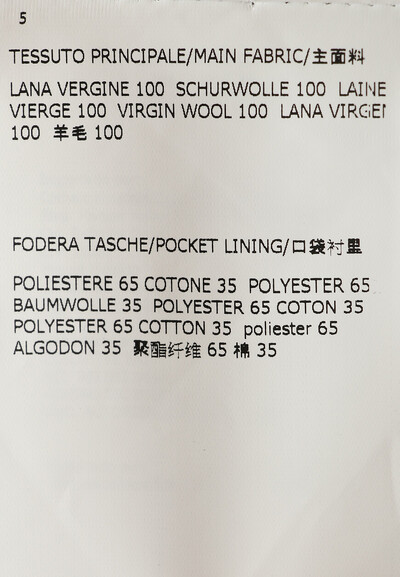 5
TESSUTO PRINCIPALE/MAIN FABRIC/主面料
LANA VERGINE 100 SCHURWOLLE 100 LAINE
VIERGE 100 VIRGIN WOOL 100 LANA VIRGEN
100 羊毛 100
FODERA TASCHE/POCKET LINING/口袋衬里
POLIESTERE 65 COTONE 35 POLYESTER 65
BAUMWOLLE 35 POLYESTER 65 COTON 35
POLYESTER 65 COTTON 35 poliester 65
ALGODON 35 聚酯纤维 65 棉 35